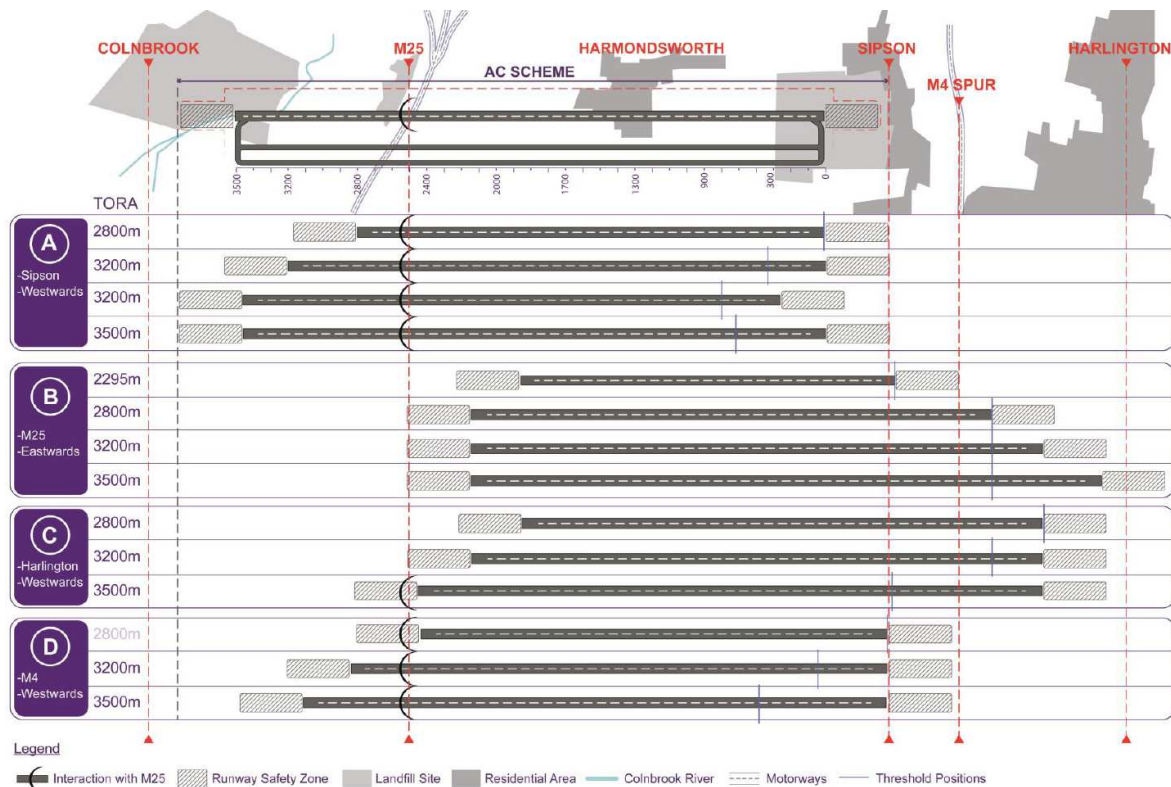 COLNBROOK
M25
HARMONDSWORTH
SIPSON
HARLINGTON
AC SCHEME
M4 SPUR
3500
3200
2800
2400
2000
1700
1300
900
300
0
TORA
A
-Sipson
-Westwards
2800m
3200m
3200m
3500m
B
-M25
-Eastwards
2295m
2800m
3200m
3500m
C
-Harlington
-Westwards
2800m
3200m
3500m
D
-M4
-Westwards
2800m
3200m
3500m
Legend
Interaction with M25
Runway Safety Zone
Landfill Site
Residential Area
Colnbrook River
Motorways
Threshold Positions